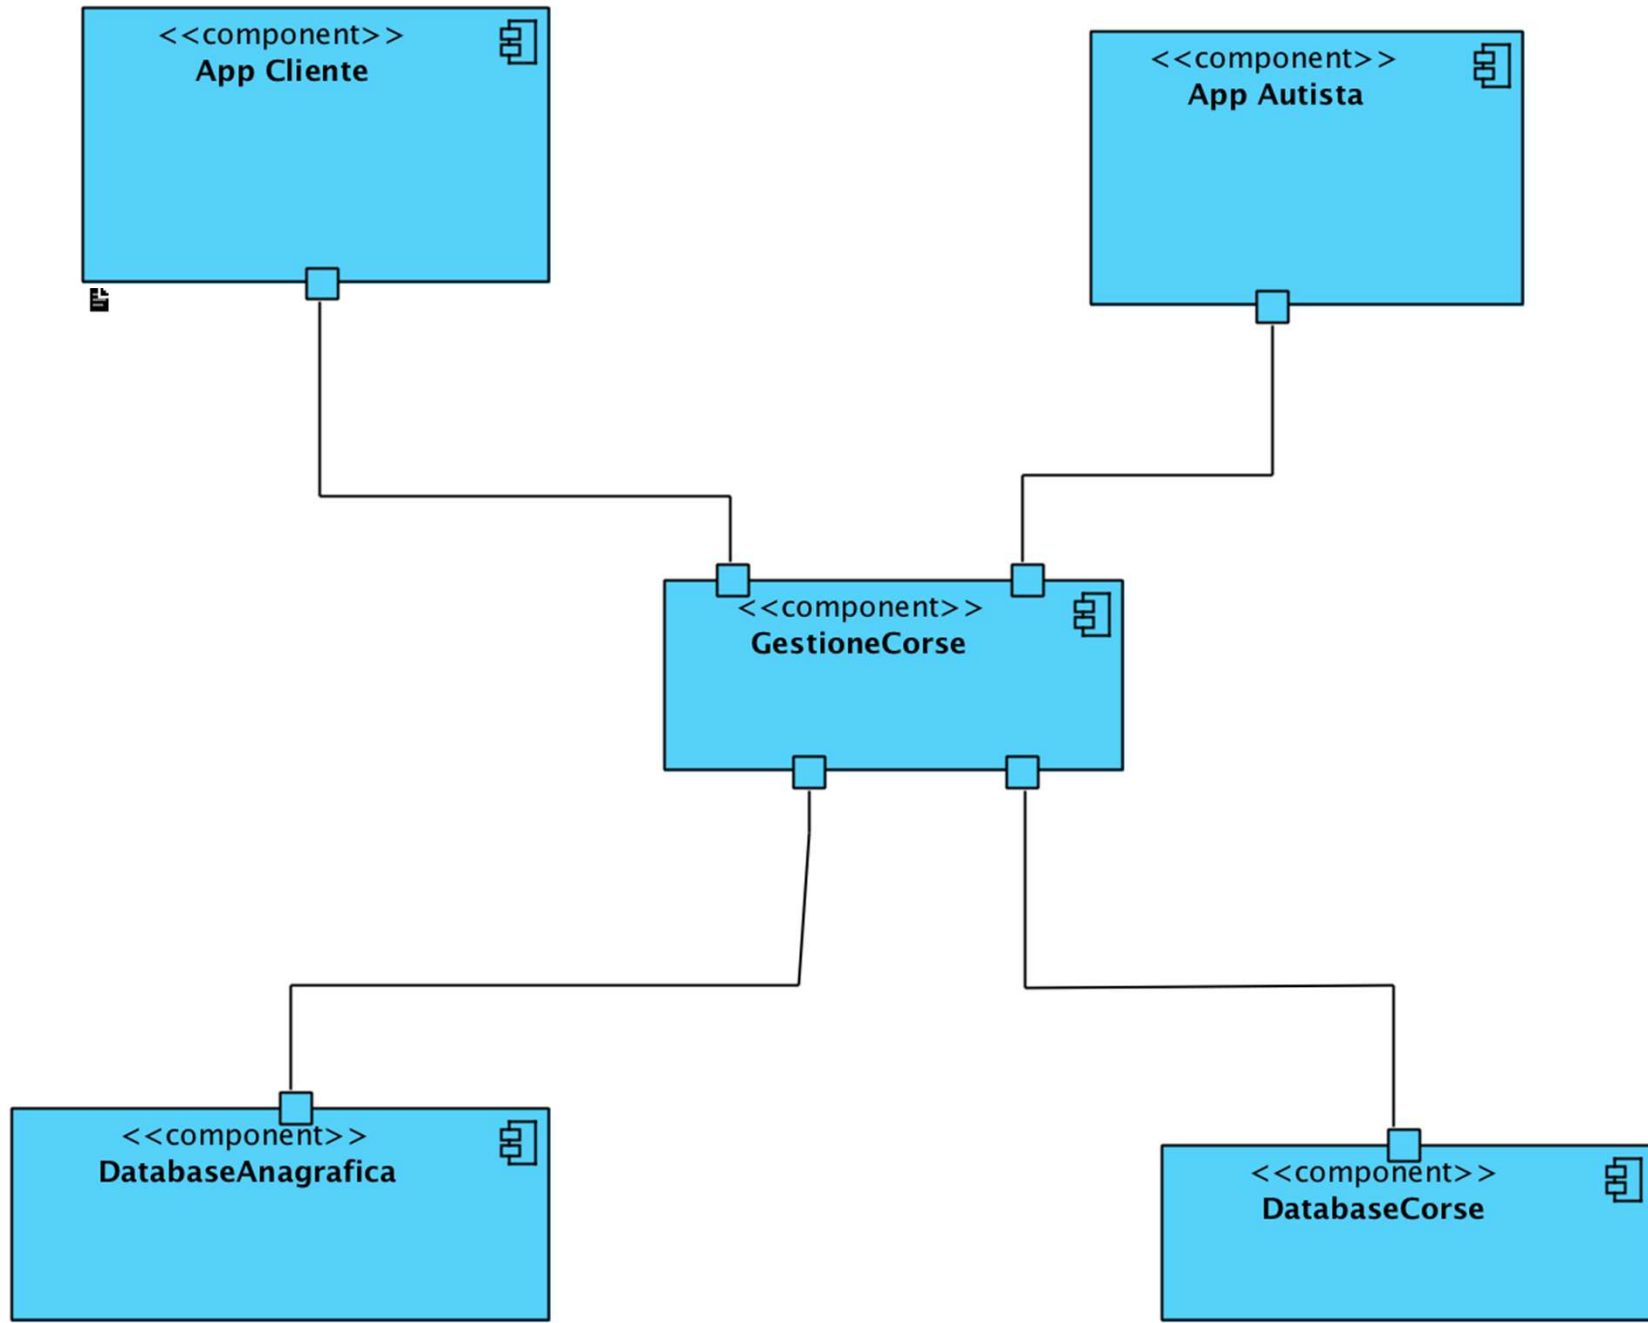 <<component>>
App Cliente
<<component>>
App Autista
<<component>>
GestioneCorse
<<component>>
DatabaseAnagrafica
<<component>>
DatabaseCorse